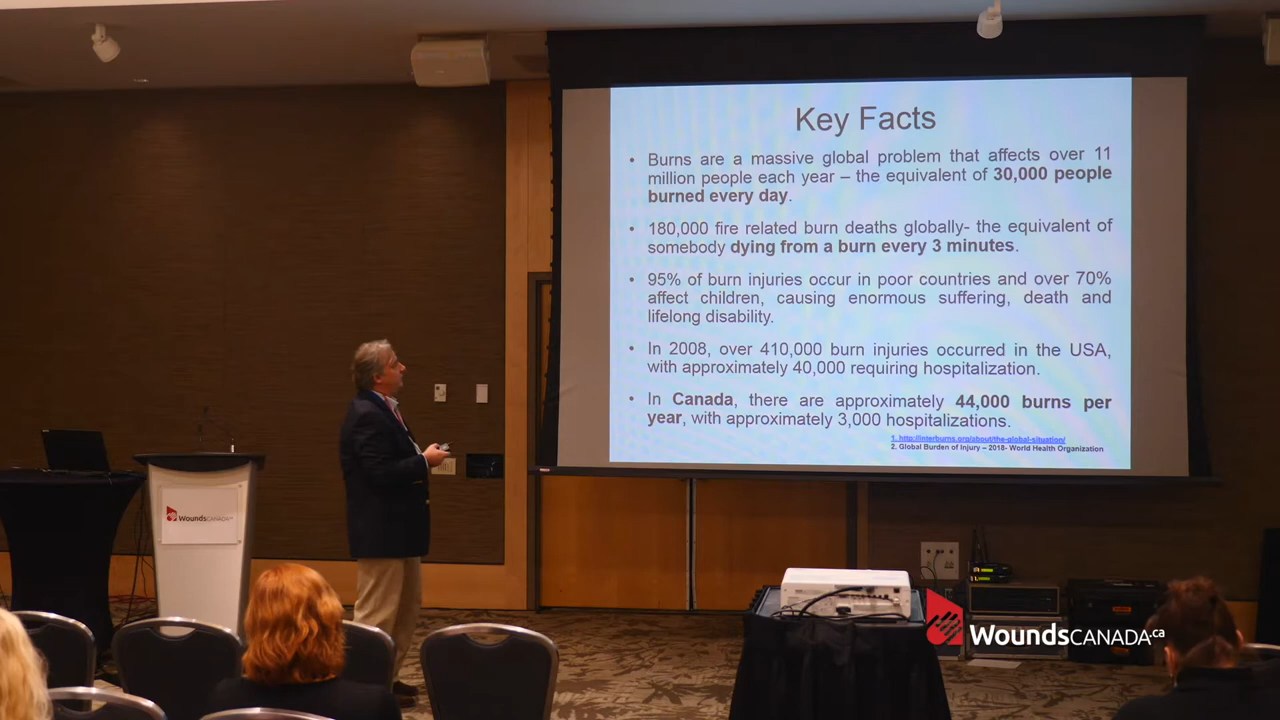 Key Facts
• Burns are a massive global problem that affects over 11
million people each year – the equivalent of 30,000 people
burned every day.
• 180,000 fire related burn deaths globally- the equivalent of
somebody dying from a burn every 3 minutes.
• 95% of burn injuries occur in poor countries and over 70%
affect children, causing enormous suffering, death and
lifelong disability.
• In 2008, over 410,000 burn injuries occurred in the USA,
with approximately 40,000 requiring hospitalization.
• In Canada, there are approximately 44,000 burns per
year, with approximately 3,000 hospitalizations.
1. http://interburns.org/about/the-global-situation/
2. Global Burden of Injury – 2018- World Health Organization
WoundsCANADA.ca
WoundsCANADA.ca